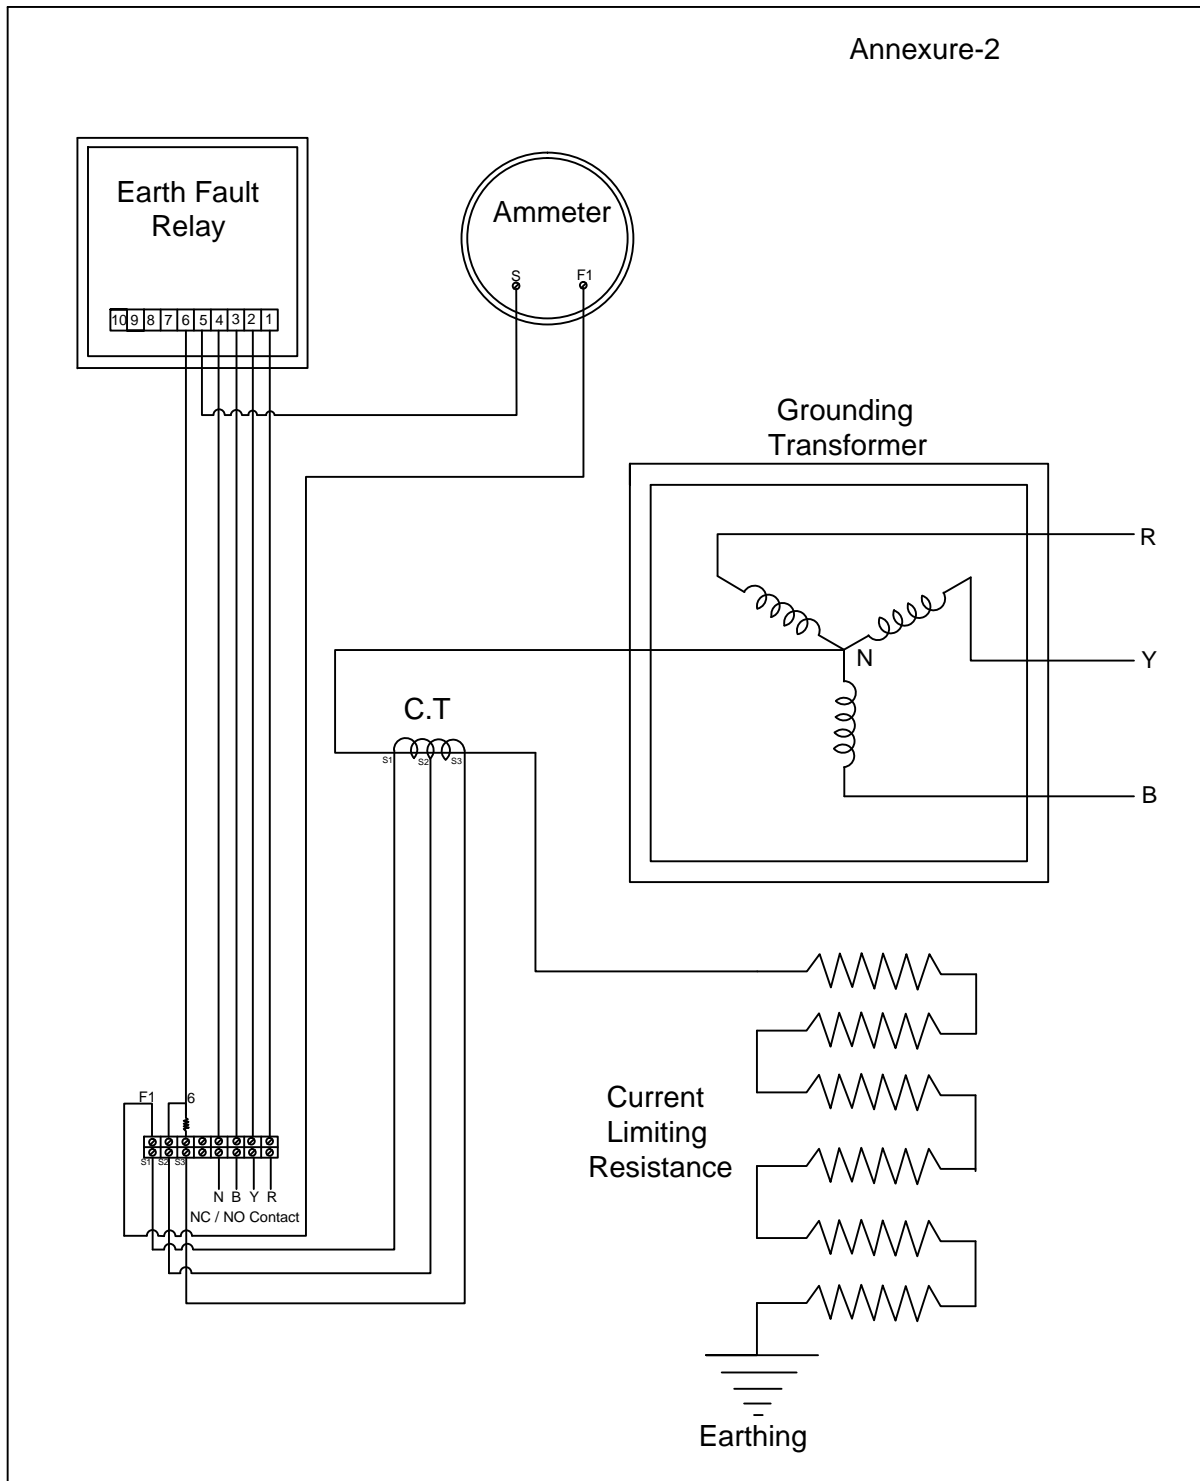 Annexure-2
Earth Fault
Relay
10 9 8 7 6 5 4 3 2 1
Ammeter
S F1
Grounding
Transformer
R
N
Y
B
C.T
S1 S2 S3
F1 6
S1 S2 S3
N B Y R
NC / NO Contact
Current
Limiting
Resistance
Earthing